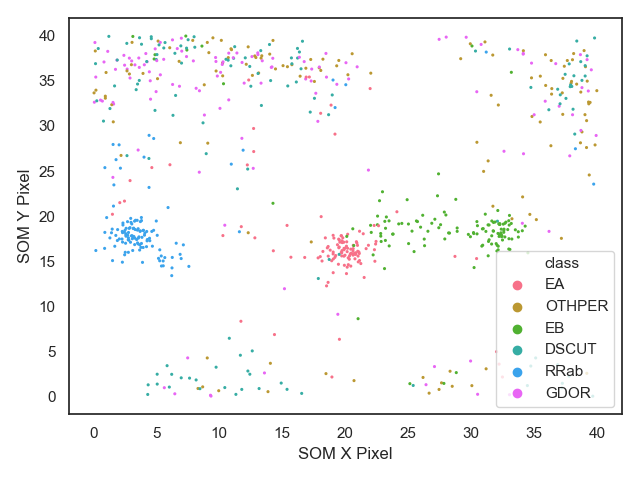 40
35
30
25
20
15
10
5
0
SOM Y Pixel
0 5 10 15 20 25 30 35 40
SOM X Pixel
class
EA
OTHPER
EB
DSCUT
RRab
GDOR